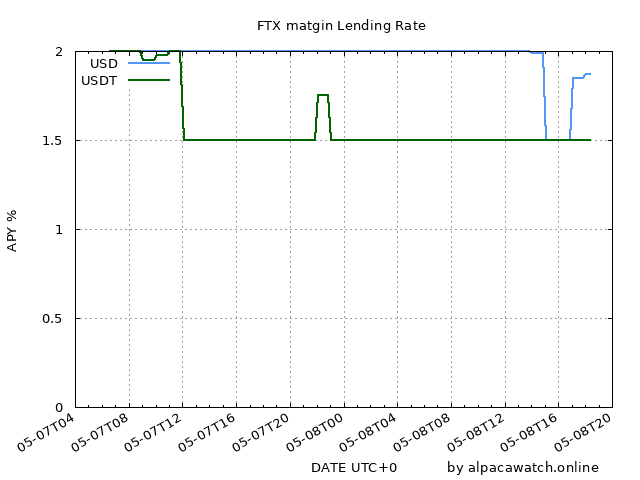 FTX matgin Lending Rate
2
USD
USDT
1.5
1
APY %
0.5
0
05-07T04
05-07T08
05-07T12
05-07T16
05-07T20
05-08T00
05-08T04
05-08T08
05-08T12
05-08T16
05-08T20
DATE UTC+0
by alpacawatch.online